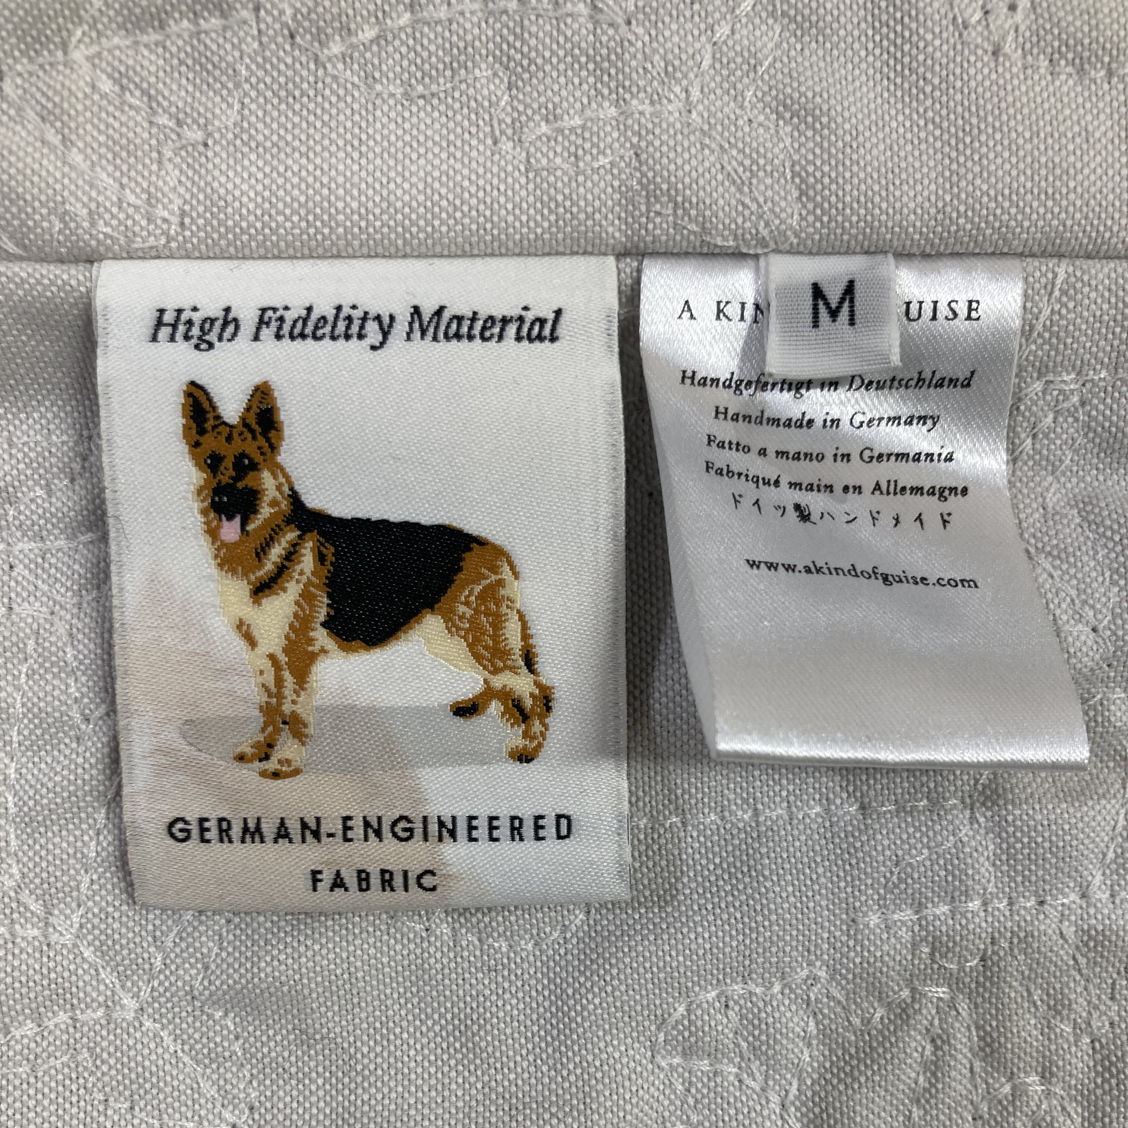 High Fidelity Material
GERMAN-ENGINEERED
FABRIC
M
A KIN UISE
Handgefertigt in Deutschland
Handmade in Germany
Fatto a mano in Germania
Fabriqué main en Allemagne
ドイツ製ハンドメイド
www.akindofguise.com